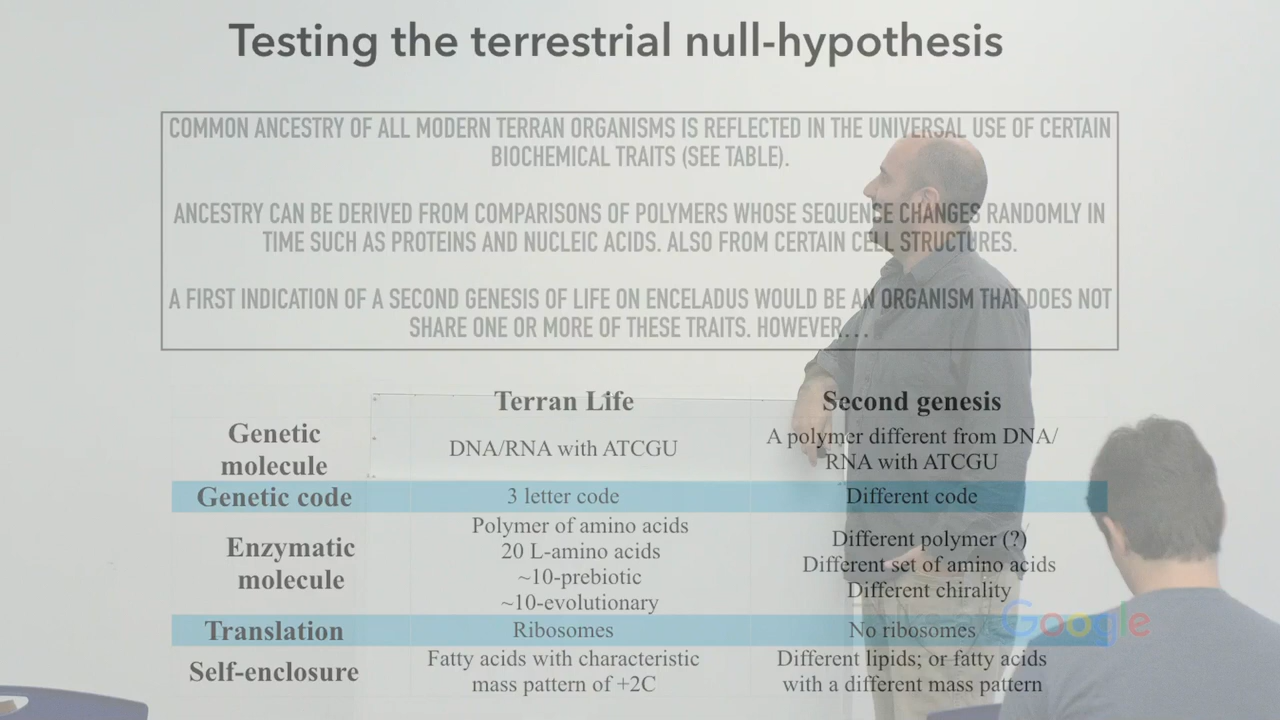 Testing the terrestrial null-hypothesis
COMMON ANCESTRY OF ALL MODERN TERRAN ORGANISMS IS REFLECTED IN THE UNIVERSAL USE OF CERTAIN
BIOCHEMICAL TRAITS (SEE TABLE).
ANCESTRY CAN BE DERIVED FROM COMPARISONS OF POLYMERS WHOSE SEQUENCE CHANGES RANDOMLY IN
TIME SUCH AS PROTEINS AND NUCLEIC ACIDS. ALSO FROM CERTAIN CELL STRUCTURES.
A FIRST INDICATION OF A SECOND GENESIS OF LIFE ON ENCELADUS WOULD BE AN ORGANISM THAT DOES NOT
SHARE ONE OR MORE OF THESE TRAITS. HOWEVER....
Terran Life Second genesis
Genetic
molecule
DNA/RNA with ATCGU
A polymer different from DNA/
RNA with ATCGU
Genetic code 3 letter code Different code
Enzymatic
molecule
Polymer of amino acids
20 L-amino acids
~10-prebiotic
~10-evolutionary
Different polymer (?)
Different set of amino acids
Different chirality
Translation Ribosomes No ribosomes
Self-enclosure
Fatty acids with characteristic
mass pattern of +2C
Different lipids; or fatty acids
with a different mass pattern
Google